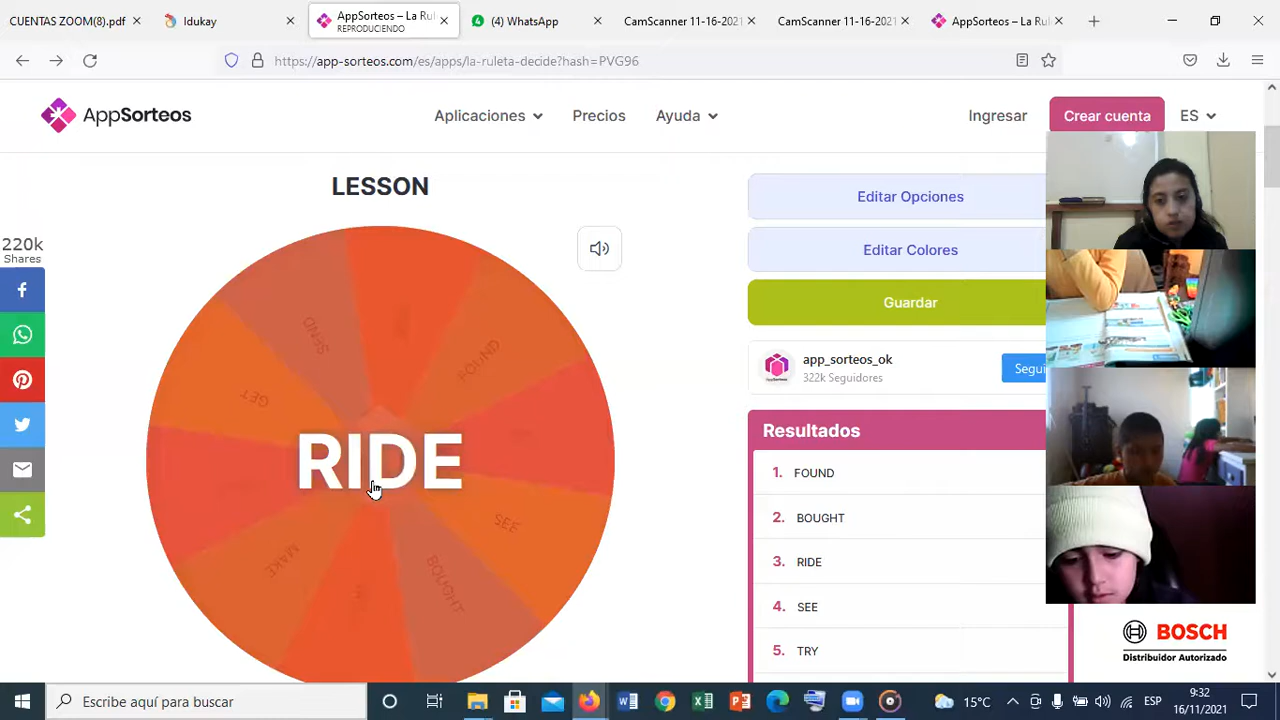 CUENTAS ZOOM(8).pdf
Idukay
AppSorteos – La Rul
REPRODUCIENDO
(4) WhatsApp
CamScanner 11-16-2021
CamScanner 11-16-2021
AppSorteos – La Ru
https://app-sorteos.com/es/apps/la-ruleta-decide?hash=PVG96
AppSorteos
Aplicaciones
Precios
Ayuda
Ingresar
Crear cuenta
ES
220k
Shares
LESSON
SEND
FOUND
GET
RIDE
SEE
MAKE
BOUGHT
Editar Opciones
Editar Colores
Guardar
app_sorteos_ok
322k Seguidores
Segui
Resultados
1. FOUND
2. BOUGHT
3. RIDE
4. SEE
5. TRY
BOSCH
Distribuidor Autorizado
Escribe aquí para buscar
15°C
ESP
9:32
16/11/2021